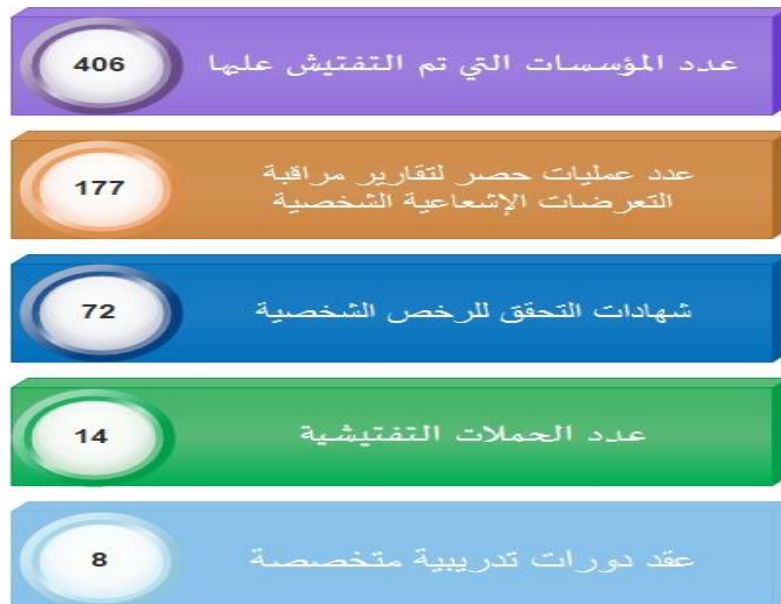 عدد المؤسسات التي تم التفتيش عليها
406
عدد عمليات حصر لتقارير مراقبة
التعرضات الإشعاعية الشخصية
177
شهادات التحقق للرخص الشخصية
72
عدد الحملات التفتيشية
14
عقد دورات تدريبية متخصصة
8